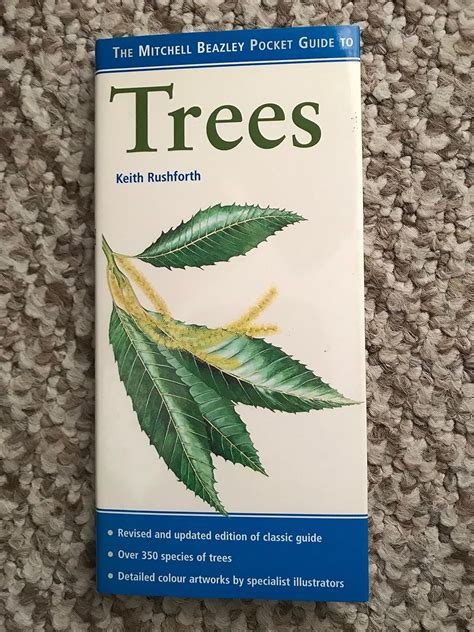 The Mitchell Beazley Pocket Guide to
Trees
Keith Rushforth
• Revised and updated edition of classic guide
• Over 350 species of trees
• Detailed colour artworks by specialist illustrators